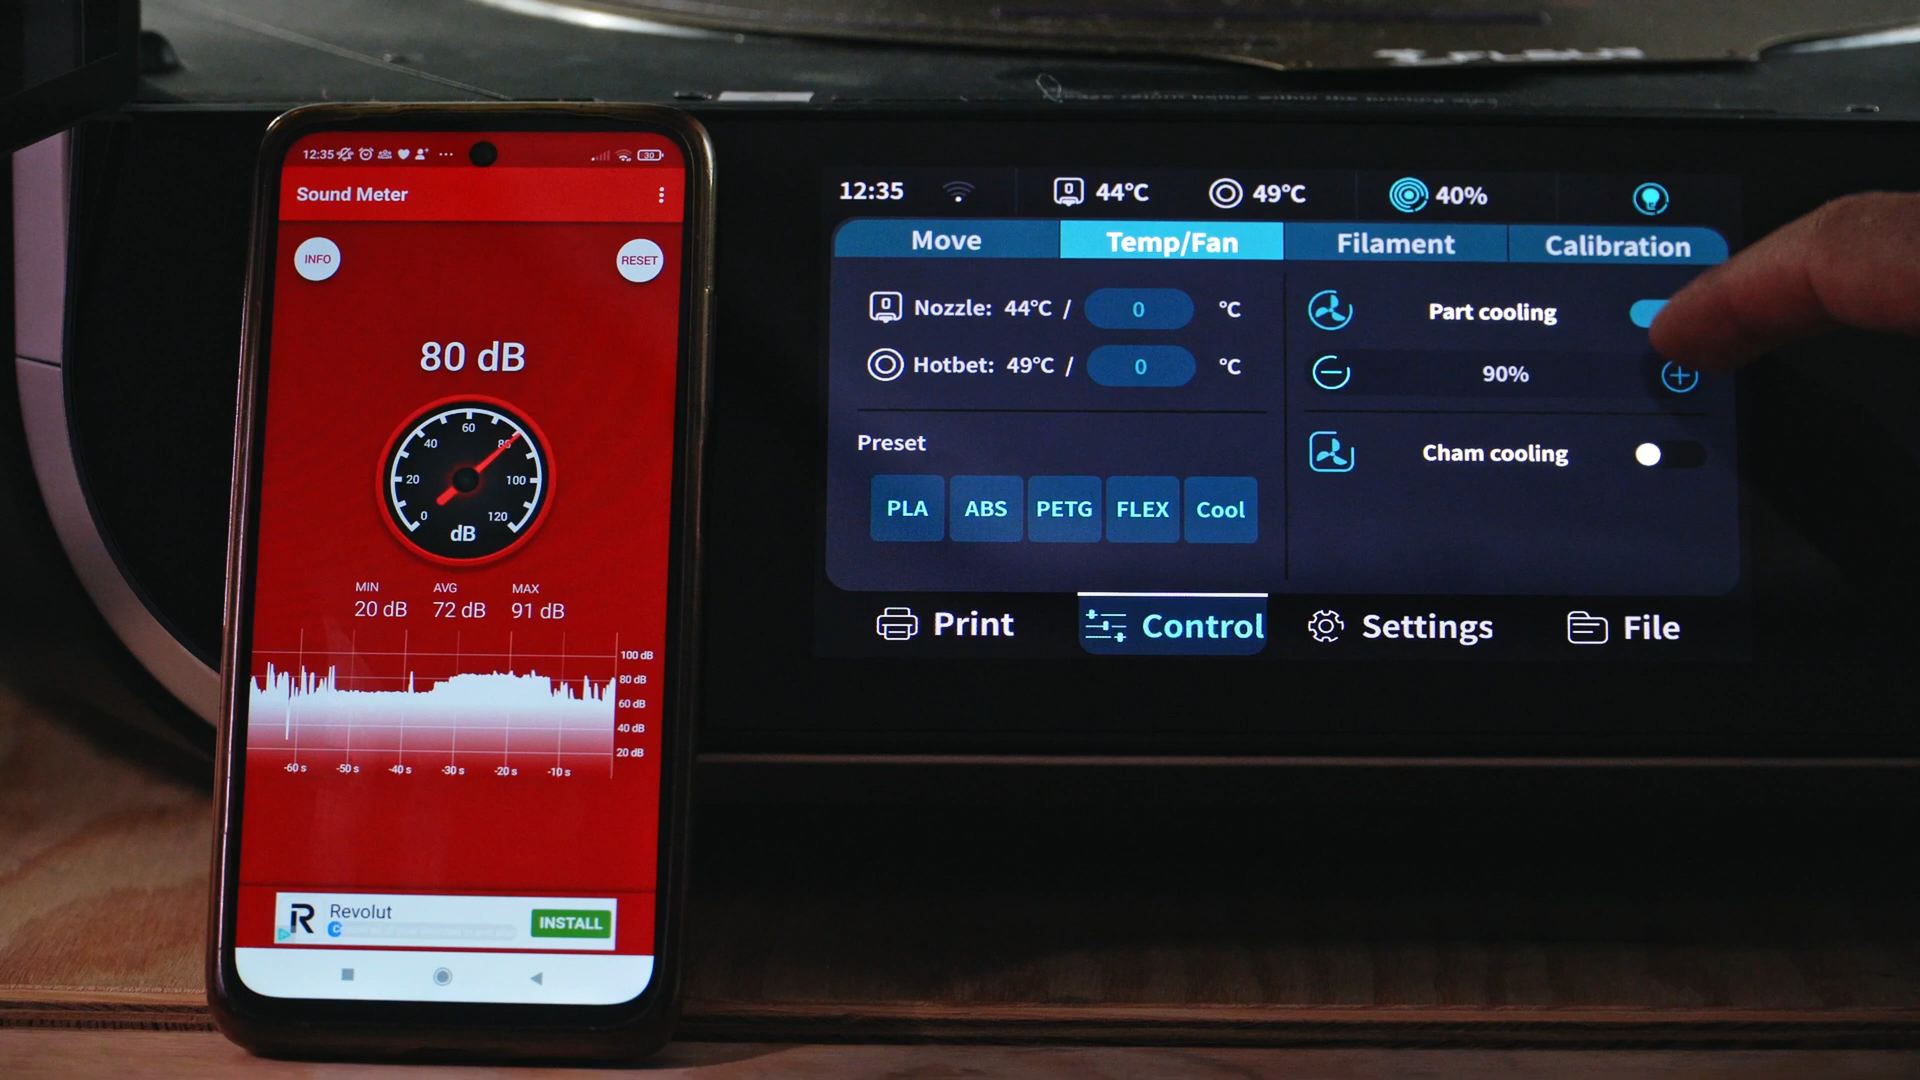 12:35
30
Sound Meter
INFO
RESET
80 dB
0 20 40 60 80 100 120
dB
MIN AVG MAX
20 dB 72 dB 91 dB
100 dB
80 dB
60 dB
40 dB
20 dB
-60 s -50 s -40 s -30 s -20 s -10 s
Revolut
INSTALL
12:35 0 44°C 49°C 40%
Move Temp/Fan Filament Calibration
Nozzle: 44°C / 0 °C
Hotbet: 49°C / 0 °C
Preset
PLA ABS PETG FLEX Cool
Part cooling
90%
Cham cooling
Print Control Settings File